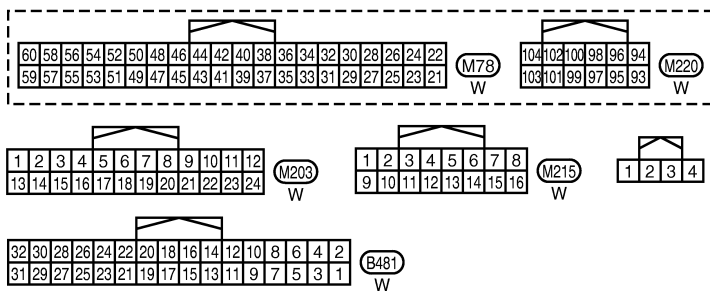 60 58 56 54 52 50 48 46 44 42 40 38 36 34 32 30 28 26 24 22
59 57 55 53 51 49 47 45 43 41 39 37 35 33 31 29 27 25 23 21
M78
W
104 102 100 98 96 94
103 101 99 97 95 93
M220
W
1 2 3 4 5 6 7 8 9 10 11 12
13 14 15 16 17 18 19 20 21 22 23 24
M203
W
1 2 3 4 5 6 7 8
9 10 11 12 13 14 15 16
M215
W
1 2 3 4
32 30 28 26 24 22 20 18 16 14 12 10 8 6 4 2
31 29 27 25 23 21 19 17 15 13 11 9 7 5 3 1
B481
W